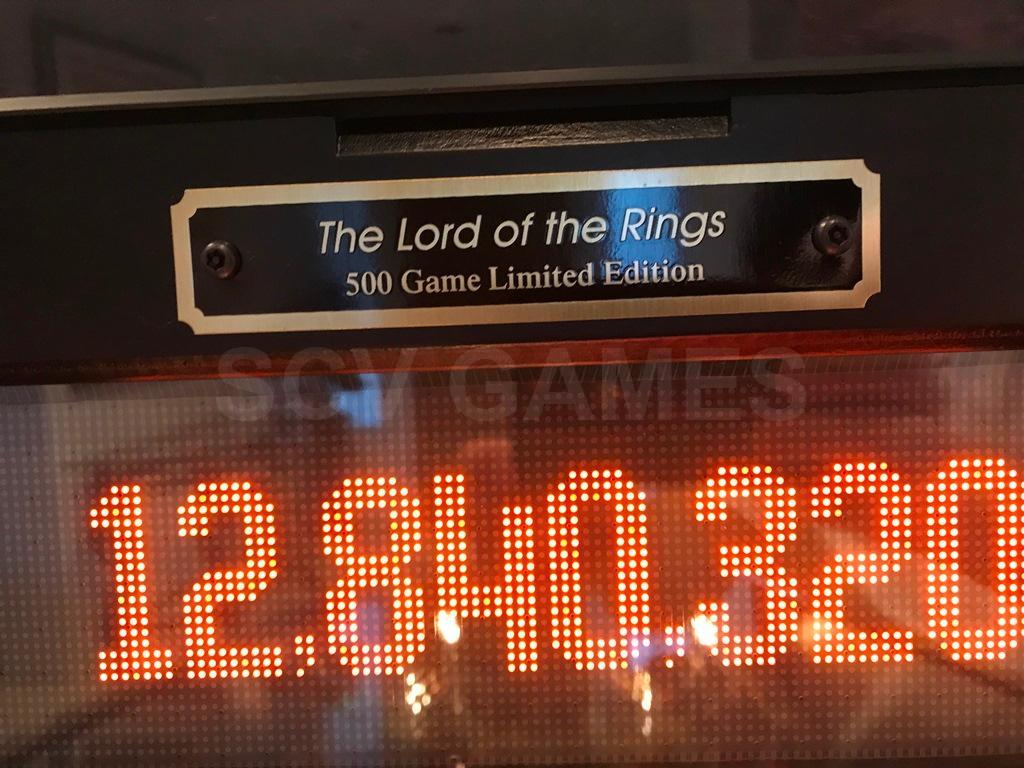 The Lord of the Rings
500 Game Limited Edition
SCV GAMES
12,840,320